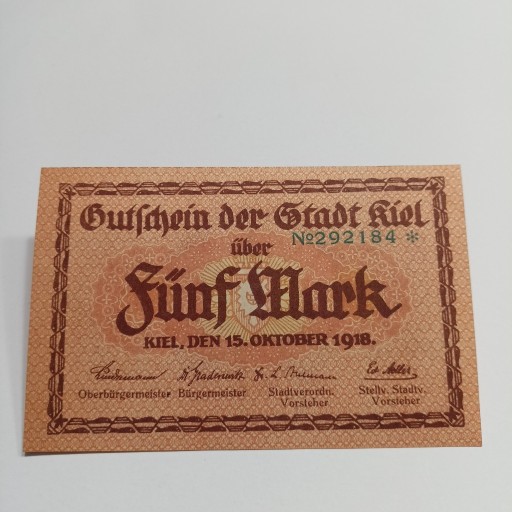 Gutschein der Stadt Kiel
über
№292184 *
Fünf Mark
KIEL, DEN 15. OKTOBER 1918.
Lindemann
Oberbürgermeister Bürgermeister Stadtverordn. Vorsteher Stellv. Stadtv. Vorsteher